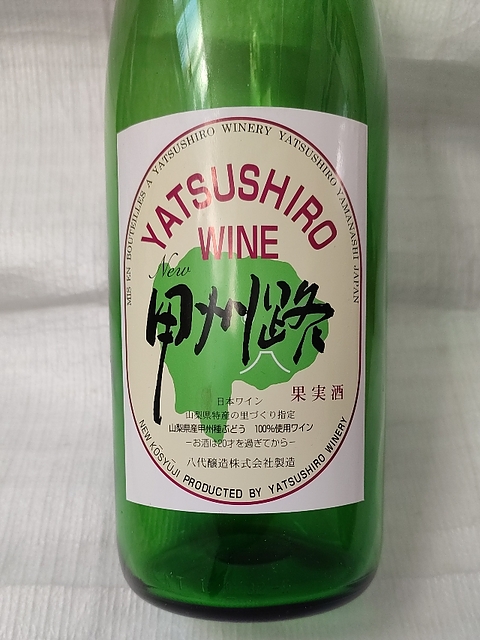 MIS EN BOUTEILLES A YATSUSHIRO WINERY YATSUSHIRO YAMANASHI JAPAN
YATSUSHIRO
WINE
New
甲州路
果実酒
日本ワイン
山梨県特産の里づくり指定
山梨県産甲州種ぶどう 100%使用ワイン
－お酒は20才を過ぎてから－
八代醸造株式会社製造
NEW KŌSYŪJI PRODUCED BY YATSUSHIRO WINERY